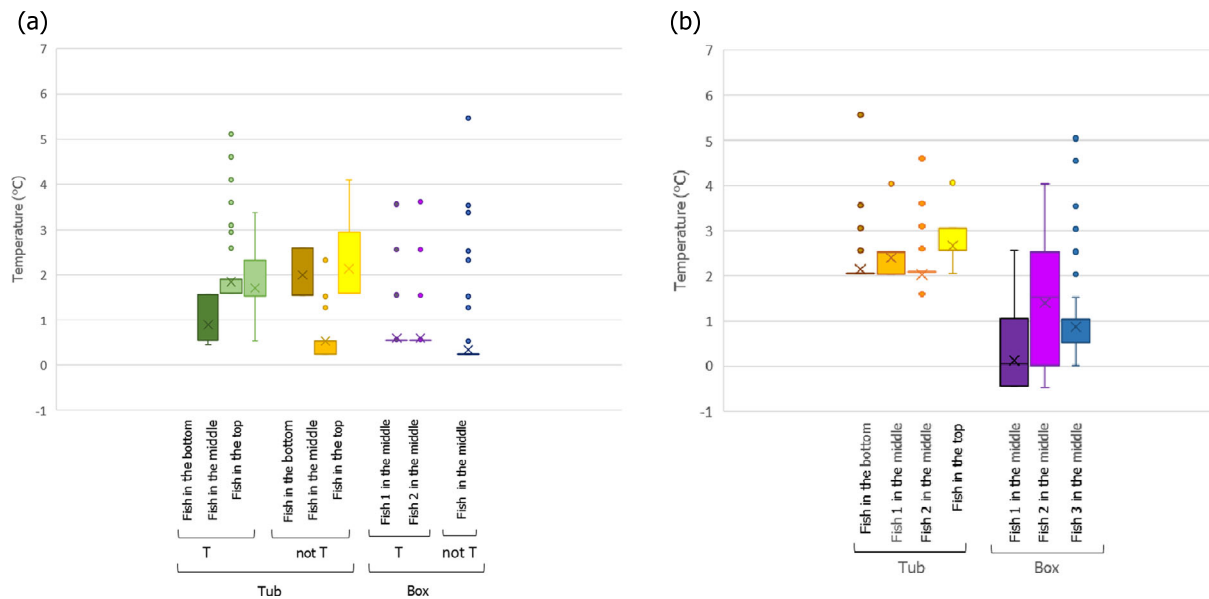 (a)
7
6
5
4
3
2
1
0
-1
Temperature (°C)
Fish in the bottom
Fish in the middle
Fish in the top
Fish in the bottom
Fish in the middle
Fish in the top
Fish 1 in the middle
Fish 2 in the middle
Fish in the middle
T
not T
T
not T
Tub
Box
(b)
7
6
5
4
3
2
1
0
-1
Temperature (°C)
Fish in the bottom
Fish 1 in the middle
Fish 2 in the middle
Fish in the top
Fish 1 in the middle
Fish 2 in the middle
Fish 3 in the middle
Tub
Box